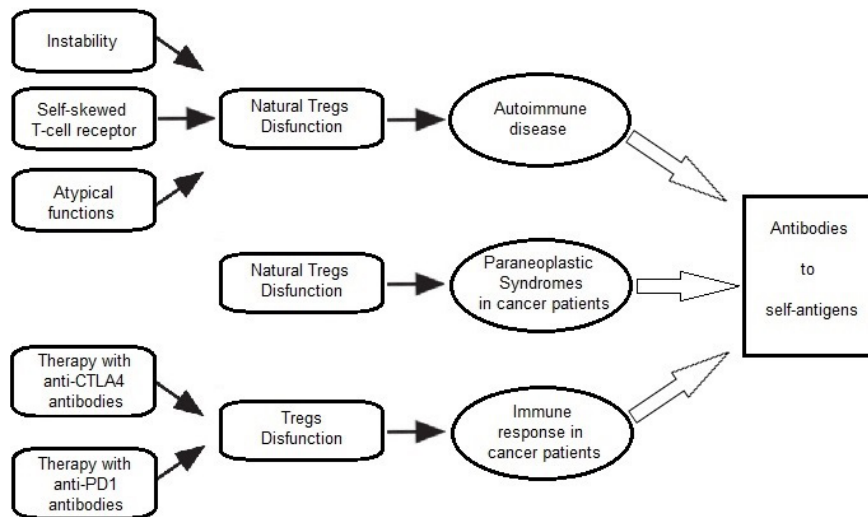 Instability
Self-skewed
T-cell receptor
Atypical
functions
Natural Tregs
Disfunction
Autoimmune
disease
Natural Tregs
Disfunction
Paraneoplastic
Syndromes
in cancer patients
Therapy with
anti-CTLA4
antibodies
Therapy with
anti-PD1
antibodies
Tregs
Disfunction
Immune
response in
cancer patients
Antibodies
to
self-antigens